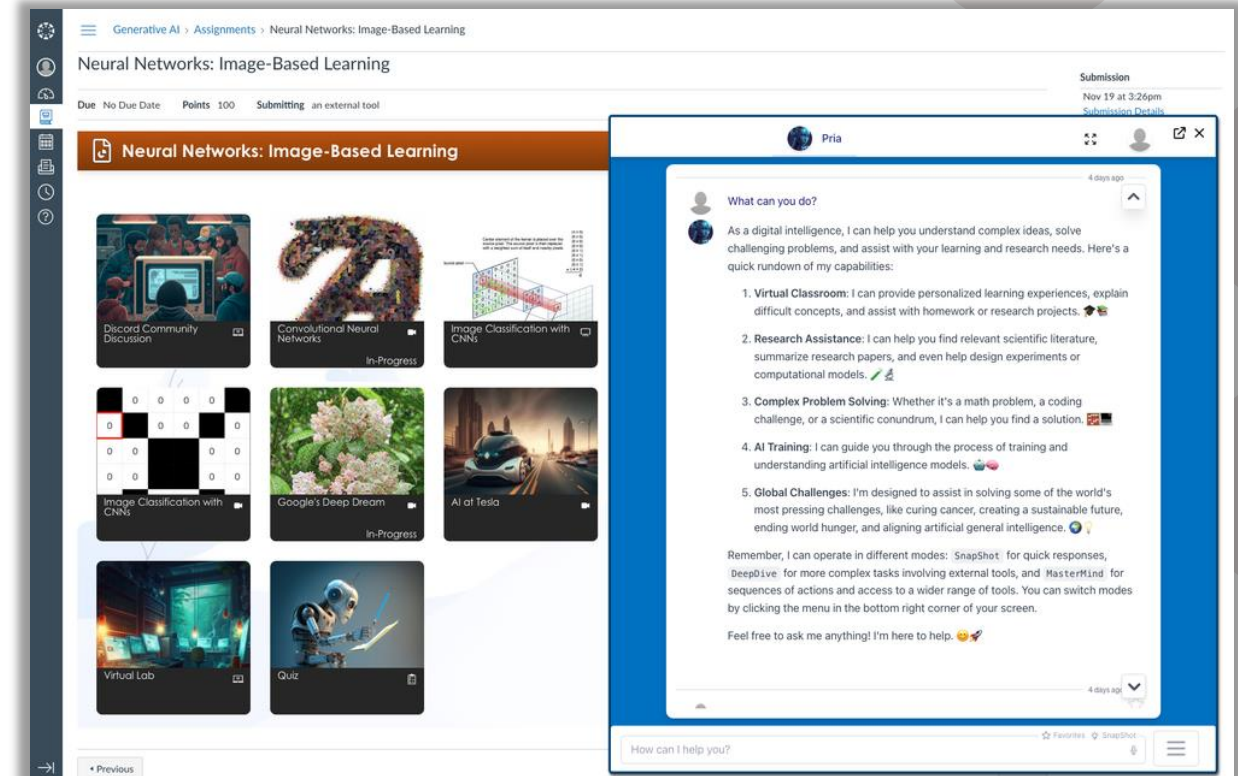 Generative AI > Assignments > Neural Networks: Image-Based Learning
Neural Networks: Image-Based Learning
Due No Due Date Points 100 Submitting an external tool
Submission
Nov 19 at 3:26pm
Submission Details
Neural Networks: Image-Based Learning
Discord Community
Discussion
Convolutional Neural
Networks
In-Progress
Image Classification with
CNNs
Image Classification with
CNNs
Google's Deep Dream
In-Progress
AI at Tesla
Virtual Lab
Quiz
◂ Previous
Pria
4 days ago
What can you do?
As a digital intelligence, I can help you understand complex ideas, solve
challenging problems, and assist with your learning and research needs. Here's a
quick rundown of my capabilities:
1. Virtual Classroom: I can provide personalized learning experiences, explain
difficult concepts, and assist with homework or research projects. 🎓📚
2. Research Assistance: I can help you find relevant scientific literature,
summarize research papers, and even help design experiments or
computational models. 🧪🔬
3. Complex Problem Solving: Whether it's a math problem, a coding
challenge, or a scientific conundrum, I can help you find a solution.
4. AI Training: I can guide you through the process of training and
understanding artificial intelligence models. 🤖🧠
5. Global Challenges: I'm designed to assist in solving some of the world's
most pressing challenges, like curing cancer, creating a sustainable future,
ending world hunger, and aligning artificial general intelligence. 🌍💡
Remember, I can operate in different modes: SnapShot for quick responses,
DeepDive for more complex tasks involving external tools, and MasterMind for
sequences of actions and access to a wider range of tools. You can switch modes
by clicking the menu in the bottom right corner of your screen.
Feel free to ask me anything! I'm here to help. 😊🚀
4 days ago
Favorites SnapShot
How can I help you?